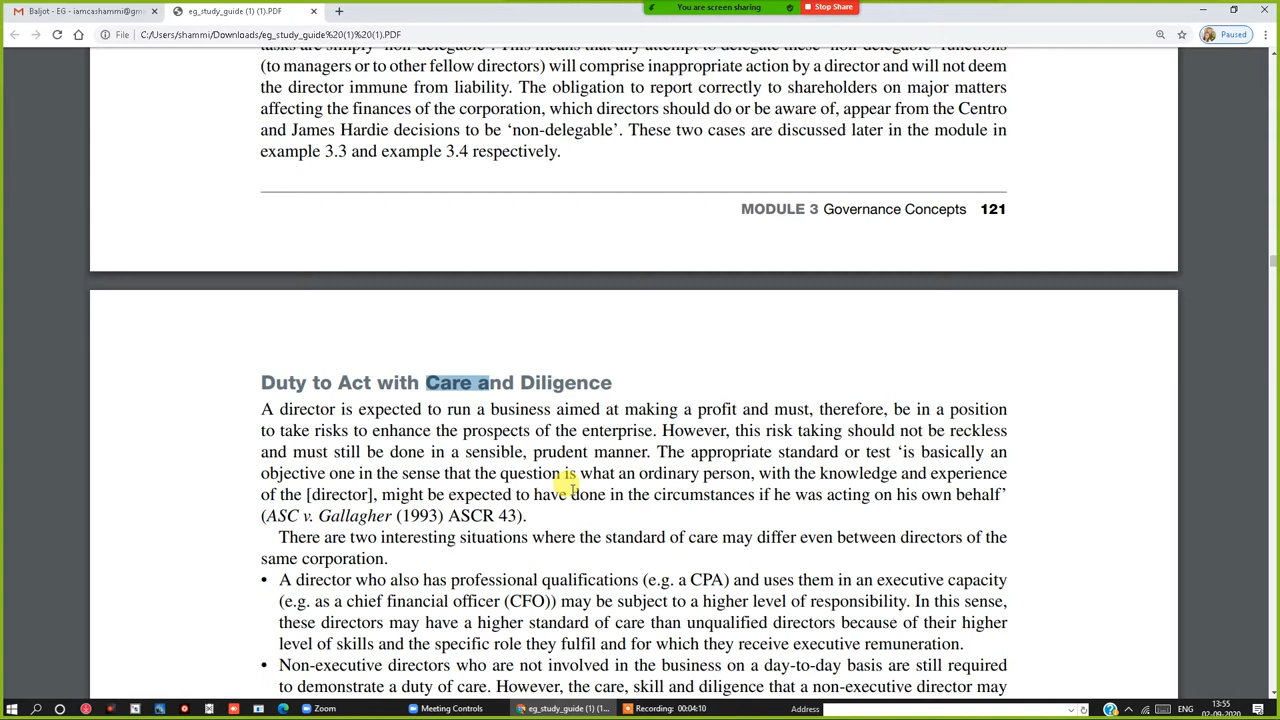 Baljot - EG - iamcashammi@gm
eg_study_guide (1) (1).PDF
You are screen sharing
Stop Share
File
C:/Users/shammi/Downloads/eg_study_guide%20(1)%20(1).PDF
Paused
tasks are simply 'non-delegable'. This means that any attempt to delegate these 'non-delegable' functions
(to managers or to other fellow directors) will comprise inappropriate action by a director and will not deem
the director immune from liability. The obligation to report correctly to shareholders on major matters
affecting the finances of the corporation, which directors should do or be aware of, appear from the Centro
and James Hardie decisions to be 'non-delegable'. These two cases are discussed later in the module in
example 3.3 and example 3.4 respectively.
MODULE 3 Governance Concepts 121
Duty to Act with Care and Diligence
A director is expected to run a business aimed at making a profit and must, therefore, be in a position
to take risks to enhance the prospects of the enterprise. However, this risk taking should not be reckless
and must still be done in a sensible, prudent manner. The appropriate standard or test 'is basically an
objective one in the sense that the question is what an ordinary person, with the knowledge and experience
of the [director], might be expected to have done in the circumstances if he was acting on his own behalf'
(ASC v. Gallagher (1993) ASCR 43).
There are two interesting situations where the standard of care may differ even between directors of the
same corporation.
• A director who also has professional qualifications (e.g. a CPA) and uses them in an executive capacity
(e.g. as a chief financial officer (CFO)) may be subject to a higher level of responsibility. In this sense,
these directors may have a higher standard of care than unqualified directors because of their higher
level of skills and the specific role they fulfil and for which they receive executive remuneration.
• Non-executive directors who are not involved in the business on a day-to-day basis are still required
to demonstrate a duty of care. However, the care, skill and diligence that a non-executive director may
Zoom
Meeting Controls
eg_study_guide (1) (1...
Recording: 00:04:10
Address
ENG
13:55
02-09-2020